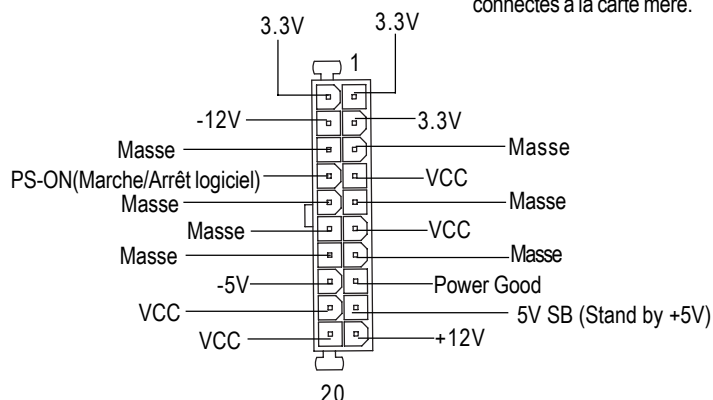 connectés à la carte mère.
3.3V 3.3V
1
-12V 3.3V
Masse Masse
PS-ON(Marche/Arrêt logiciel) VCC
Masse Masse
Masse VCC
Masse Masse
-5V Power Good
VCC 5V SB (Stand by +5V)
VCC +12V
20